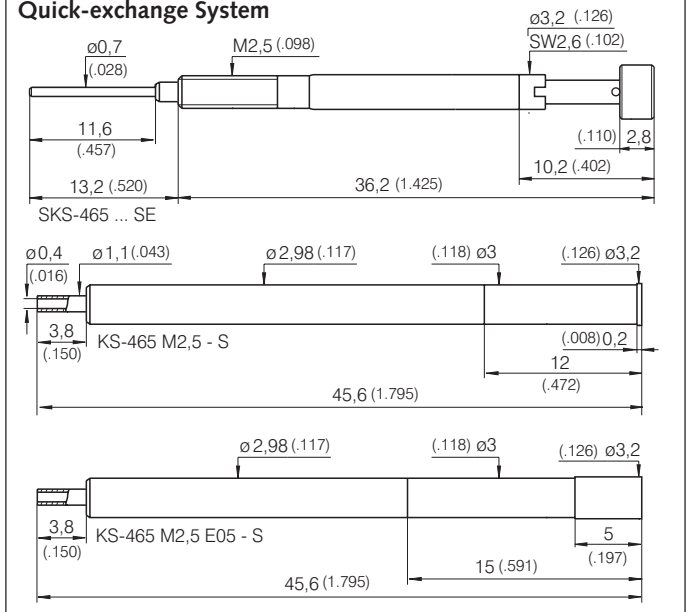 Quick-exchange System
ø3,2 (.126)
SW2,6 (.102)
ø0,7
(.028)
M2,5 (.098)
11,6
(.457)
(.110) 2,8
10,2 (.402)
13,2 (.520)
36,2 (1.425)
SKS-465 ... SE
ø0,4
(.016)
ø1,1(.043)
ø2,98 (.117)
(.118) ø3
(.126) ø3,2
3,8
(.150)
KS-465 M2,5 - S
(.008)0,2
12
(.472)
45,6 (1.795)
ø2,98 (.117)
(.118) ø3
(.126) ø3,2
3,8
(.150)
KS-465 M2,5 E05 - S
5
(.197)
15 (.591)
45,6 (1.795)